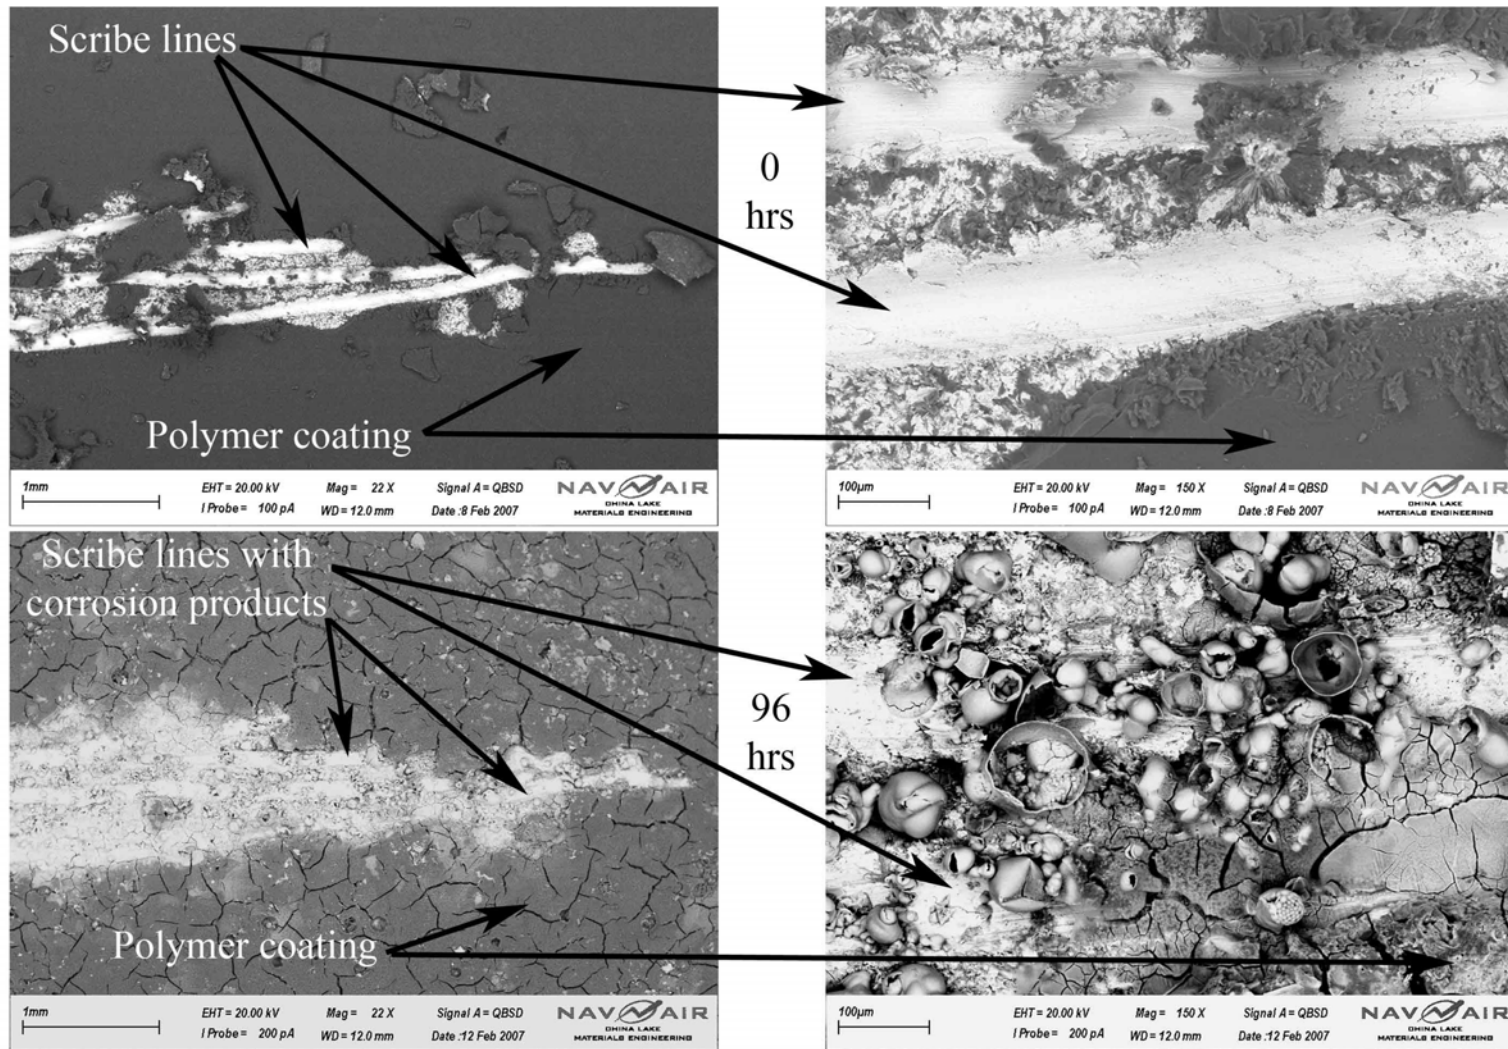 Scribe lines
0
hrs
Polymer coating
1mm
EHT = 20.00 kV
Mag = 22 X
Signal A = QBSD
I Probe = 100 pA
WD = 12.0 mm
Date :8 Feb 2007
NAVAIR
CHINA LAKE
MATERIALS ENGINEERING
100µm
EHT = 20.00 kV
Mag = 150 X
Signal A = QBSD
I Probe = 100 pA
WD = 12.0 mm
Date :8 Feb 2007
NAVAIR
CHINA LAKE
MATERIALS ENGINEERING
Scribe lines with
corrosion products
96
hrs
Polymer coating
1mm
EHT = 20.00 kV
Mag = 22 X
Signal A = QBSD
I Probe = 200 pA
WD = 12.0 mm
Date :12 Feb 2007
NAVAIR
CHINA LAKE
MATERIALS ENGINEERING
100µm
EHT = 20.00 kV
Mag = 150 X
Signal A = QBSD
I Probe = 200 pA
WD = 12.0 mm
Date :12 Feb 2007
NAVAIR
CHINA LAKE
MATERIALS ENGINEERING